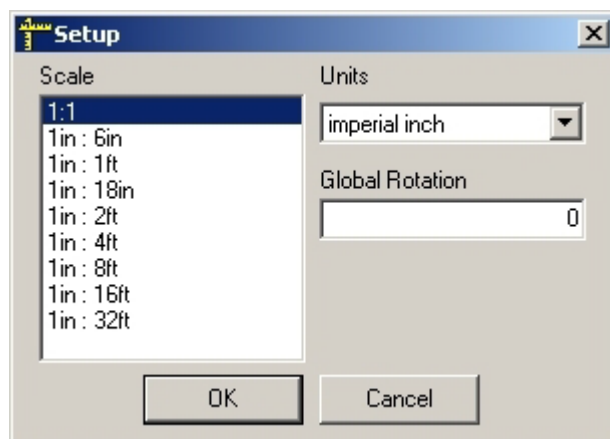 Setup
Scale
1:1
1in : 6in
1in : 1ft
1in : 18in
1in : 2ft
1in : 4ft
1in : 8ft
1in : 16ft
1in : 32ft
Units
imperial inch
Global Rotation
0
OK
Cancel